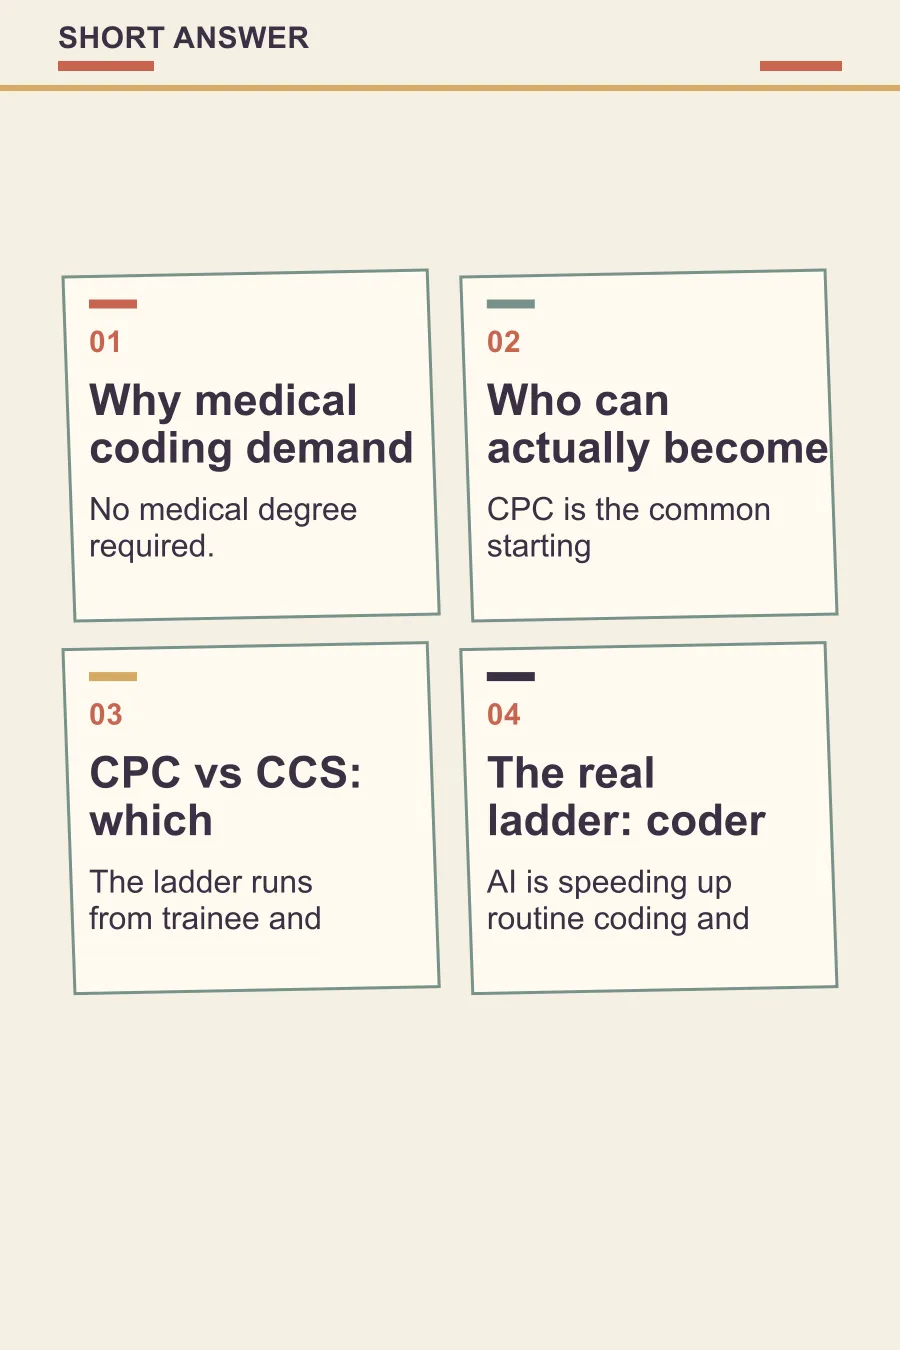 SHORT ANSWER
01
Why medical
coding demand
No medical degree
required.
02
Who can
actually become
CPC is the common
starting
03
CPC vs CCS:
which
The ladder runs
from trainee and
04
The real
ladder: coder
AI is speeding up
routine coding and